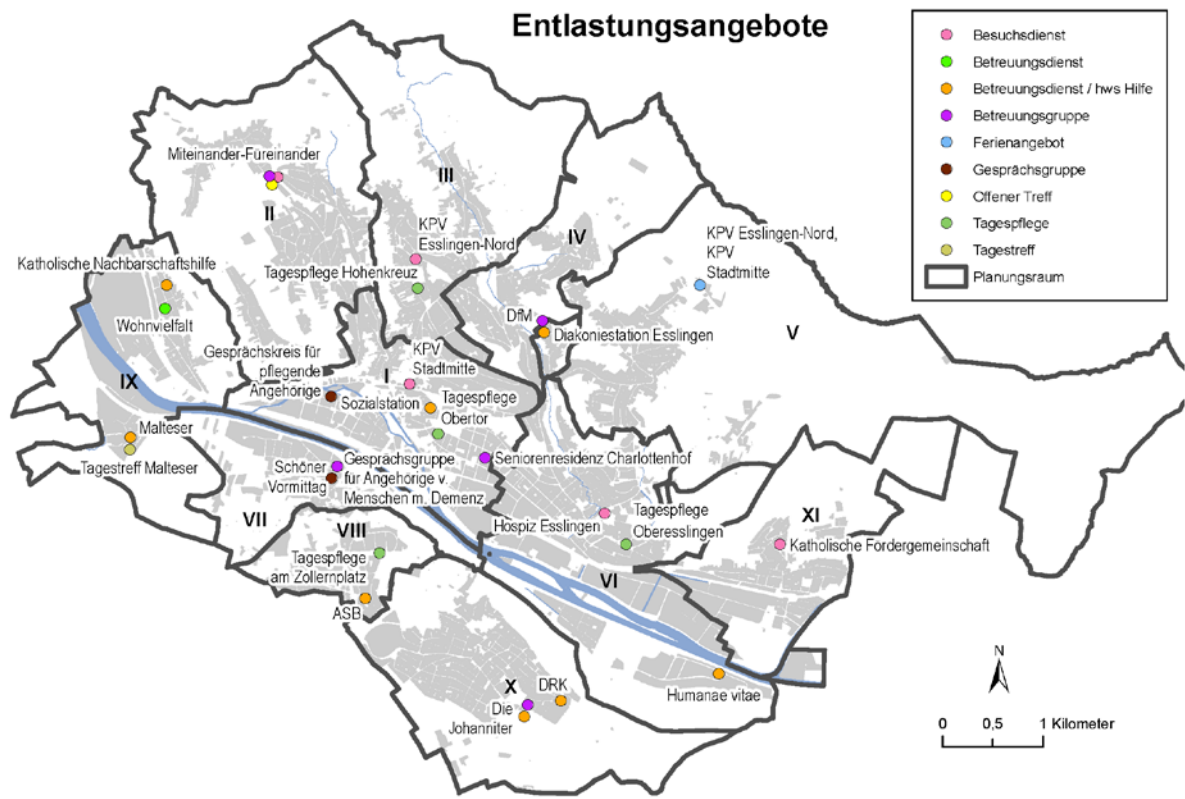 Entlastungsangebote
Besuchsdienst
Betreuungsdienst
Betreuungsdienst / hws Hilfe
Betreuungsgruppe
Ferienangebot
Gesprächsgruppe
Offener Treff
Tagespflege
Tagestreff
Planungsraum
Miteinander-Füreinander
II
III
KPV
Esslingen-Nord
Tagespflege Hohenkreuz
IV
KPV Esslingen-Nord,
KPV
Stadtmitte
V
Katholische Nachbarschaftshilfe
Wohnvielfalt
DfM
Diakoniestation Esslingen
Gesprächskreis für
pflegende
Angehörige
I
KPV
Stadtmitte
Sozialstation
Tagespflege
Obertor
IX
Malteser
Tagestreff Malteser
Schöner
Vormittag
Gesprächsgruppe
für Angehörige v.
Menschen m. Demenz
Seniorenresidenz Charlottenhof
VII
VIII
Hospiz Esslingen
Tagespflege
Oberesslingen
XI
Katholische Fördergemeinschaft
Tagespflege
am Zollernplatz
ASB
VI
X
DRK
Die
Johanniter
Humanae vitae
N
0 0,5 1 Kilometer